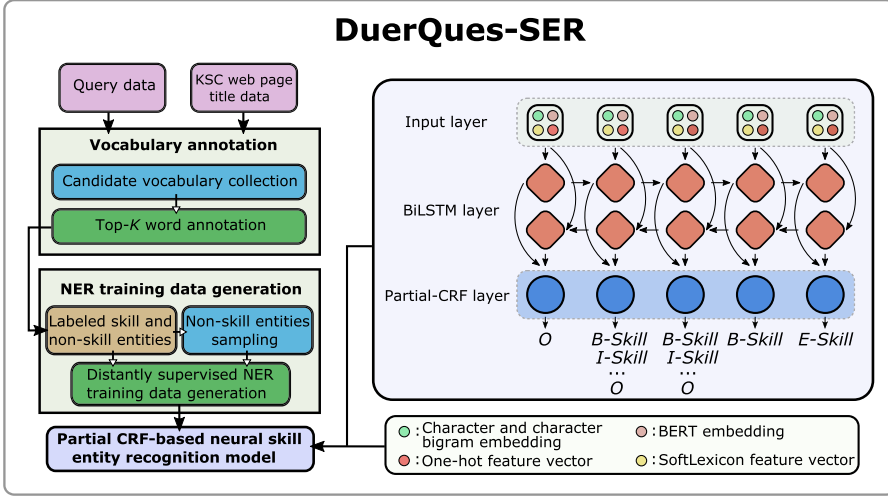 DuerQues-SER
Query data
KSC web page
title data
Vocabulary annotation
Candidate vocabulary collection
Top-K word annotation
NER training data generation
Labeled skill and
non-skill entities
Non-skill entities
sampling
Distantly supervised NER
training data generation
Partial CRF-based neural skill
entity recognition model
Input layer
BiLSTM layer
Partial-CRF layer
O
B-Skill
I-Skill
...
O
B-Skill
I-Skill
...
O
B-Skill
E-Skill
:Character and character
bigram embedding
:BERT embedding
:One-hot feature vector
:SoftLexicon feature vector